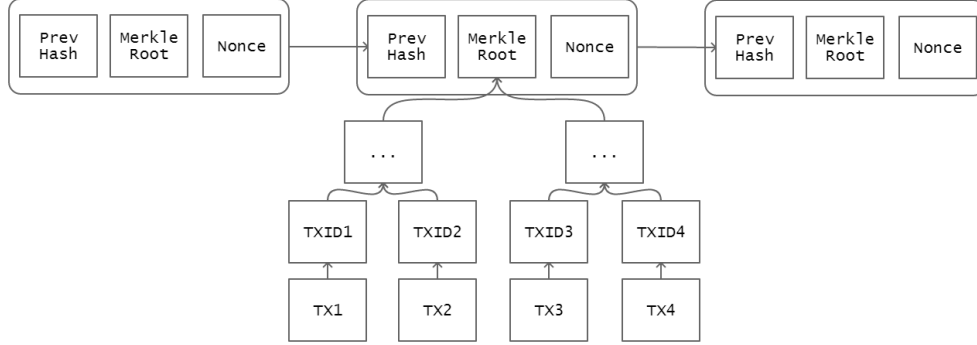 Prev
Hash
Merkle
Root
Nonce
Prev
Hash
Merkle
Root
Nonce
Prev
Hash
Merkle
Root
Nonce
...
...
TXID1
TXID2
TXID3
TXID4
TX1
TX2
TX3
TX4